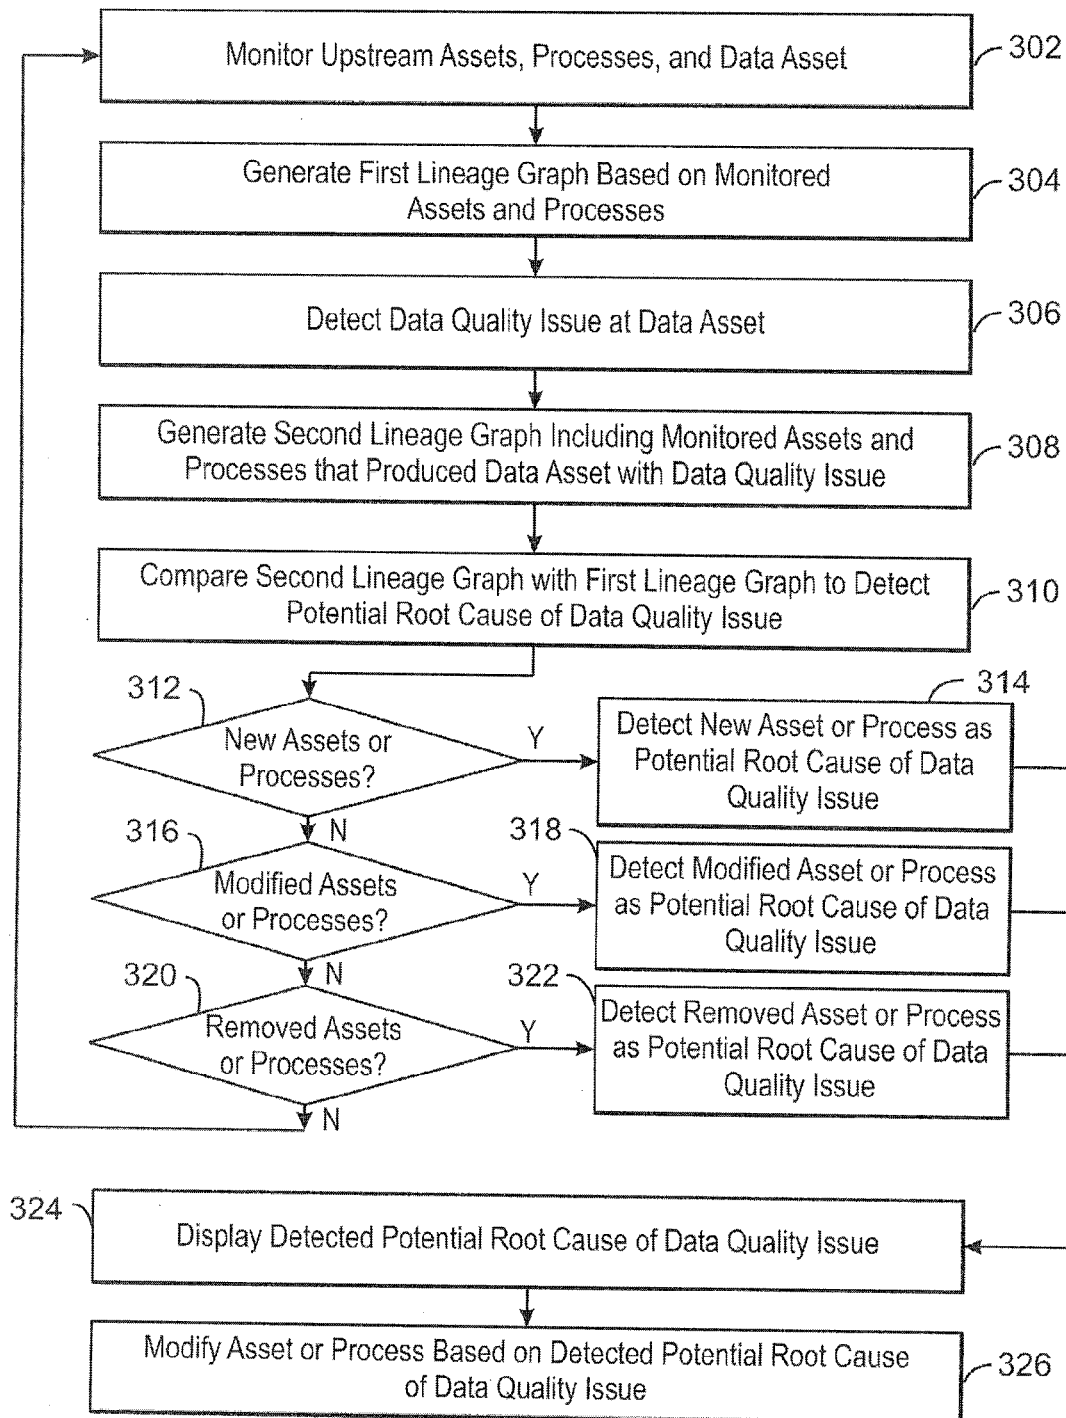 Monitor Upstream Assets, Processes, and Data Asset
302
Generate First Lineage Graph Based on Monitored
Assets and Processes
304
Detect Data Quality Issue at Data Asset
306
Generate Second Lineage Graph Including Monitored Assets and
Processes that Produced Data Asset with Data Quality Issue
308
Compare Second Lineage Graph with First Lineage Graph to Detect
Potential Root Cause of Data Quality Issue
310
312
New Assets or
Processes?
Y
N
314
Detect New Asset or Process as
Potential Root Cause of Data
Quality Issue
316
Modified Assets
or Processes?
Y
N
318
Detect Modified Asset or Process
as Potential Root Cause of Data
Quality Issue
320
Removed Assets
or Processes?
Y
N
322
Detect Removed Asset or Process
as Potential Root Cause of Data
Quality Issue
324
Display Detected Potential Root Cause of Data Quality Issue
Modify Asset or Process Based on Detected Potential Root Cause
of Data Quality Issue
326